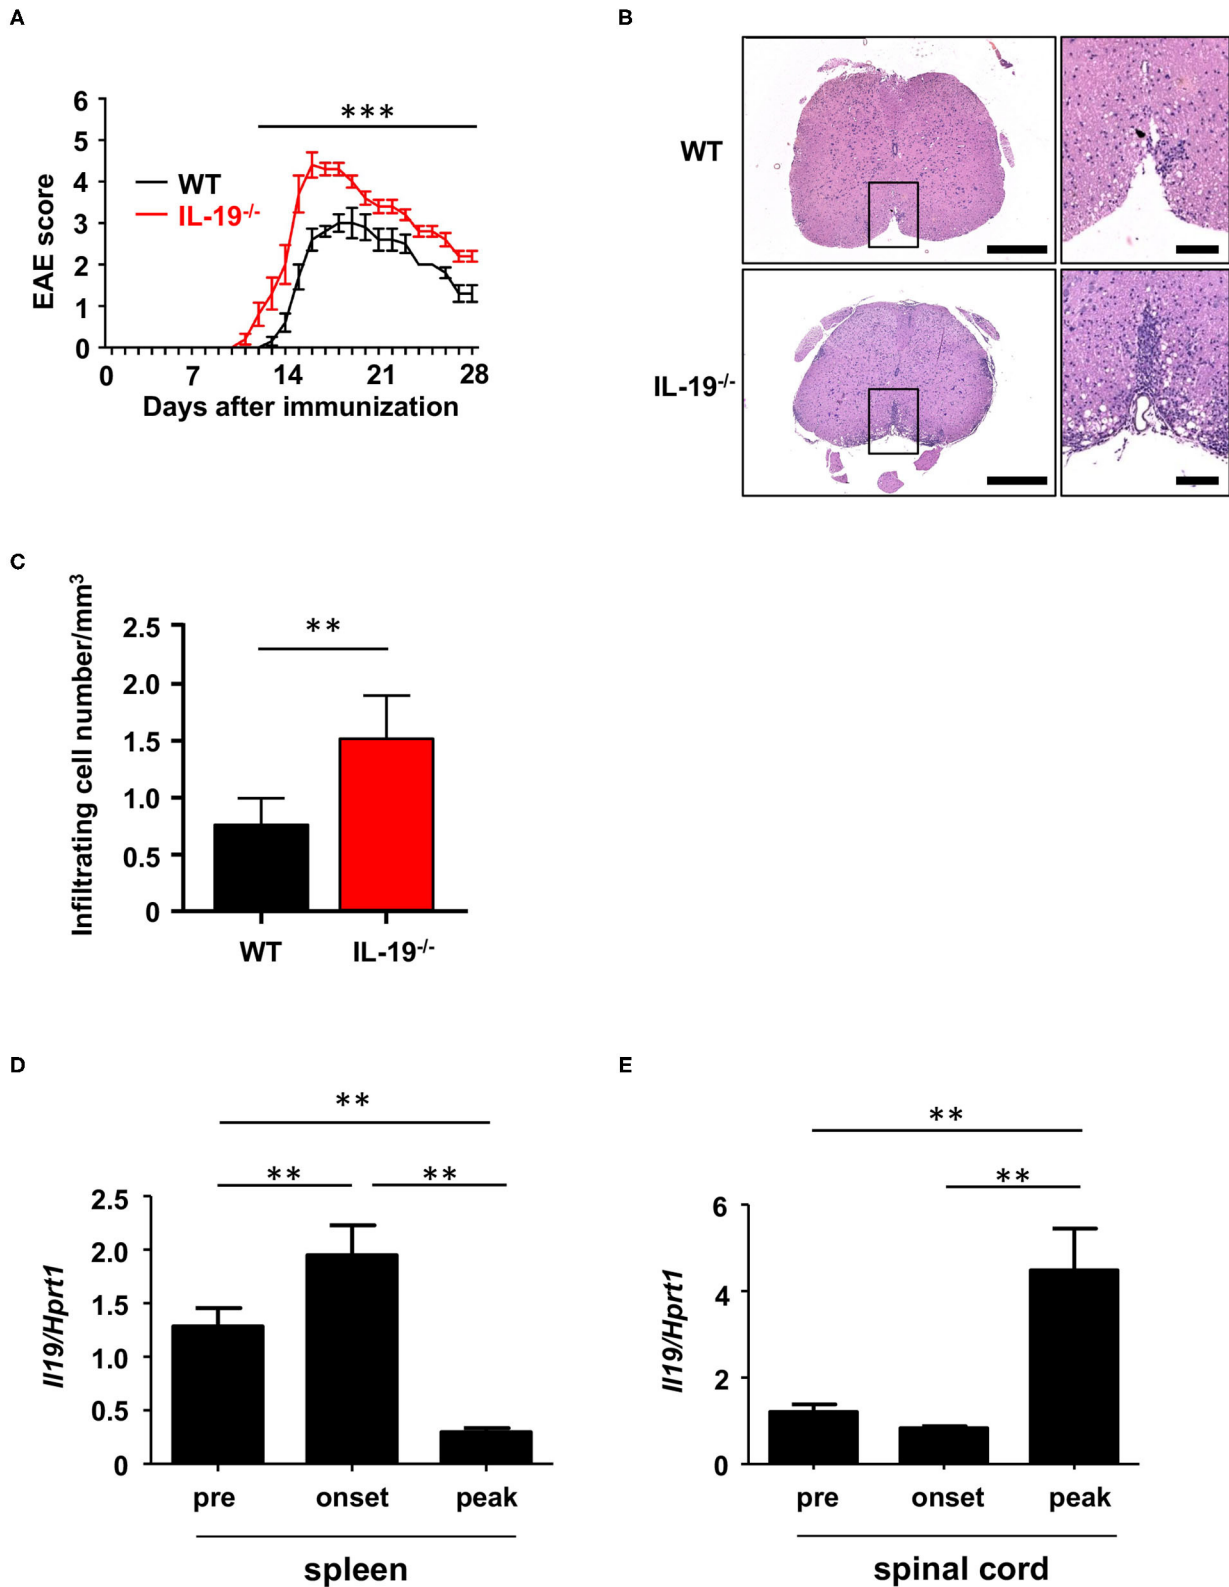 A
6
5
4
3
2
1
0
EAE score
***
WT
IL-19-/-
0 7 14 21 28
Days after immunization
B
WT
IL-19-/-
C
Infiltrating cell number/mm3
2.5
2.0
1.5
1.0
0.5
0
**
WT IL-19-/-
D
**
** **
Il19/Hprt1
2.5
2.0
1.5
1.0
0.5
0
pre onset peak
spleen
E
**
**
Il19/Hprt1
6
4
2
0
pre onset peak
spinal cord